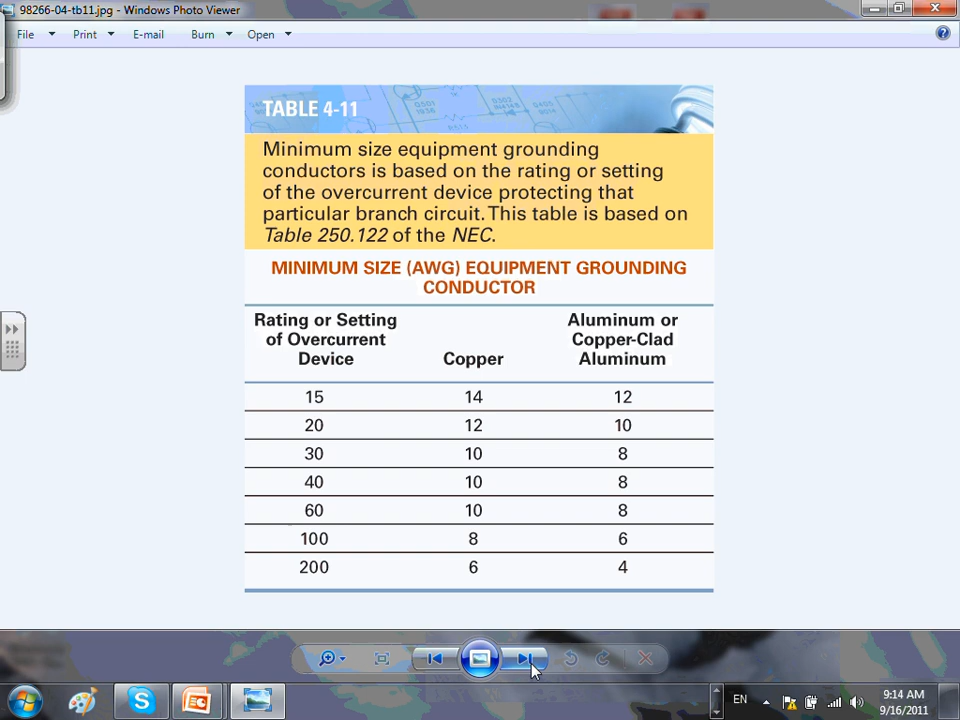 98266-04-tb11.jpg - Windows Photo Viewer
File Print E-mail Burn Open
TABLE 4-11
Minimum size equipment grounding
conductors is based on the rating or setting
of the overcurrent device protecting that
particular branch circuit. This table is based on
Table 250.122 of the NEC.
MINIMUM SIZE (AWG) EQUIPMENT GROUNDING
CONDUCTOR
Rating or Setting
of Overcurrent
Device
Copper
Aluminum or
Copper-Clad
Aluminum
15 14 12
20 12 10
30 10 8
40 10 8
60 10 8
100 8 6
200 6 4
EN
9:14 AM
9/16/2011